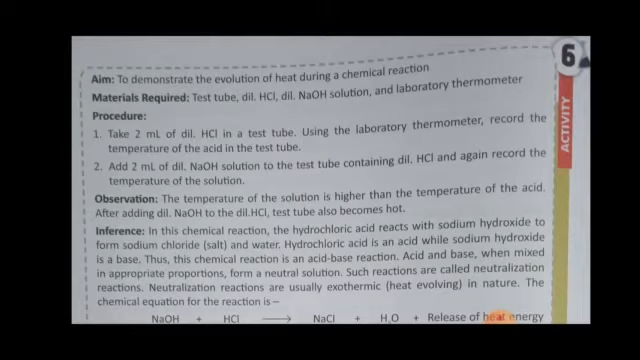 6
ACTIVITY
Aim: To demonstrate the evolution of heat during a chemical reaction
Materials Required: Test tube, dil. HCl, dil. NaOH solution, and laboratory thermometer
Procedure:
1. Take 2 mL of dil. HCl in a test tube. Using the laboratory thermometer, record the
temperature of the acid in the test tube.
2. Add 2 mL of dil. NaOH solution to the test tube containing dil. HCl and again record the
temperature of the solution.
Observation: The temperature of the solution is higher than the temperature of the acid.
After adding dil. NaOH to the dil.HCl, test tube also becomes hot.
Inference: In this chemical reaction, the hydrochloric acid reacts with sodium hydroxide to
form sodium chloride (salt) and water. Hydrochloric acid is an acid while sodium hydroxide
is a base. Thus, this chemical reaction is an acid-base reaction. Acid and base, when mixed
in appropriate proportions, form a neutral solution. Such reactions are called neutralization
reactions. Neutralization reactions are usually exothermic (heat evolving) in nature. The
chemical equation for the reaction is –
NaOH + HCl ⟶ NaCl + H₂O + Release of heat energy